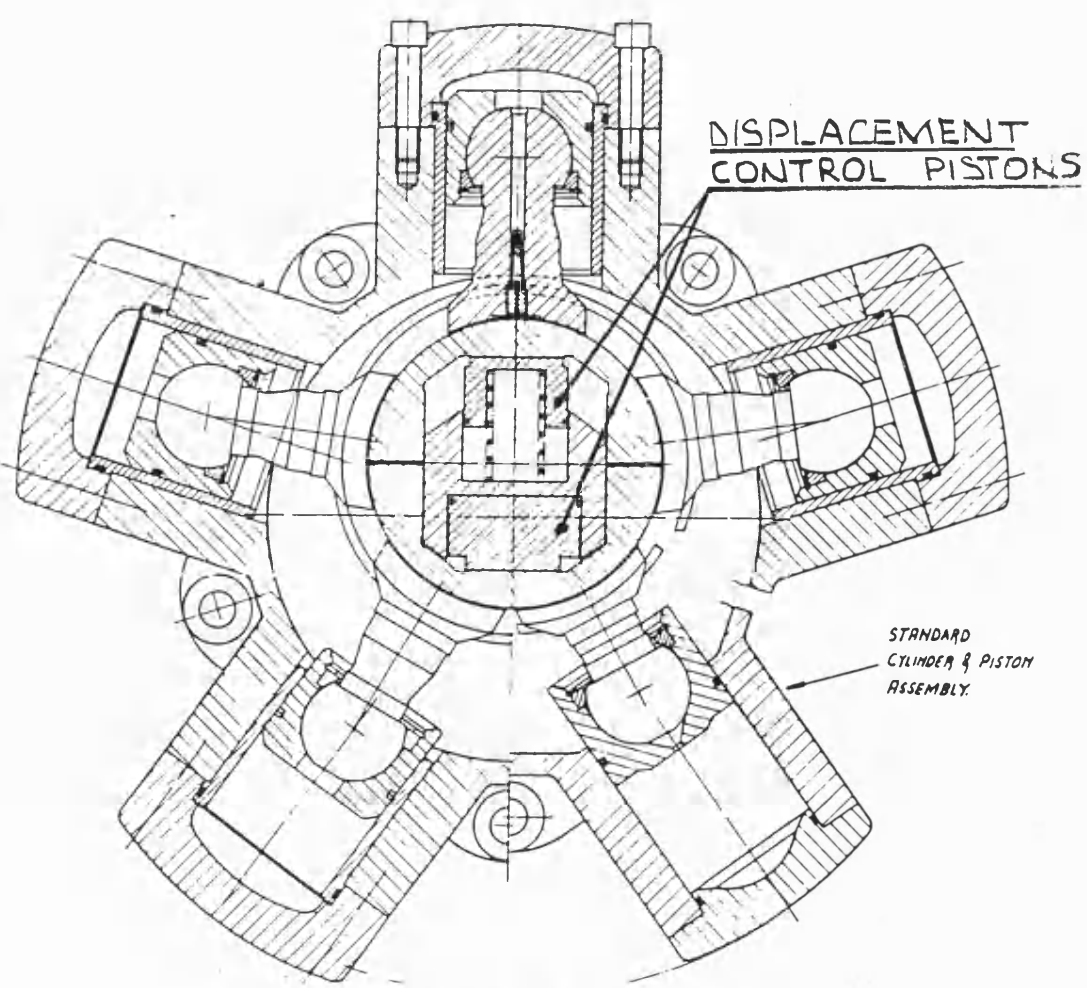 DISPLACEMENT
CONTROL PISTONS
STANDARD
CYLINDER & PISTON
ASSEMBLY.